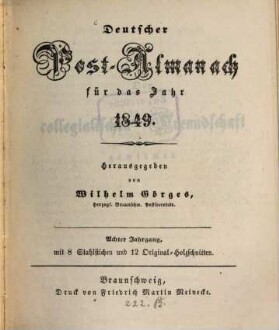 Deutscher
Post-Almanach
für das Jahr
1849.
Herausgegeben
von
Wilhelm Görges,
Herzogl. Braunschw. Postsecretair.
Achter Jahrgang,
mit 8 Stahlstichen und 12 Original-Holzschnitten.
Braunschweig,
Druck von Friedrich Martin Meinecke.